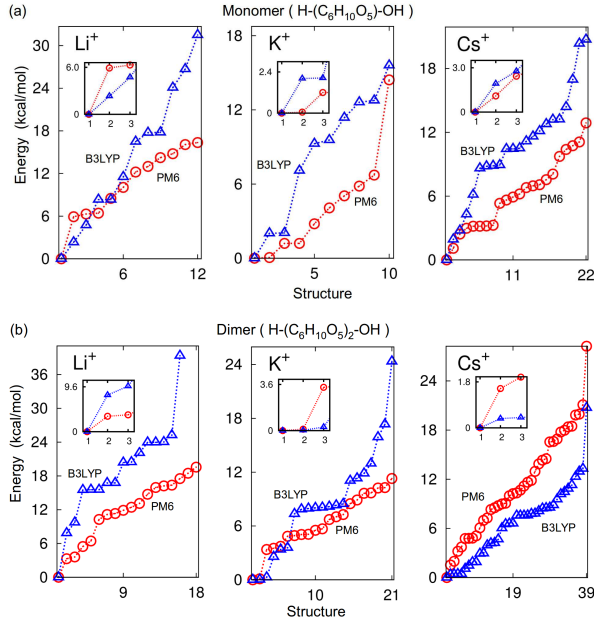 (a) Monomer ( H-(C₆H₁₀O₅)-OH )
Energy (kcal/mol)
Li⁺
30
24
18
12
6
0
6.0
0
1 2 3
B3LYP
PM6
6 12
K⁺
18
12
6
0
2.4
0
1 2 3
B3LYP
PM6
5 10
Cs⁺
24
18
12
6
0
3.0
0
1 2 3
B3LYP
PM6
11 22
Structure
(b) Dimer ( H-(C₆H₁₀O₅)₂-OH )
Energy (kcal/mol)
Li⁺
36
30
24
18
12
6
0
9.6
0
1 2 3
B3LYP
PM6
9 18
K⁺
24
18
12
6
0
3.6
0
1 2 3
B3LYP
PM6
10 21
Cs⁺
24
18
12
6
0
1.8
0
1 2 3
PM6
B3LYP
19 39
Structure